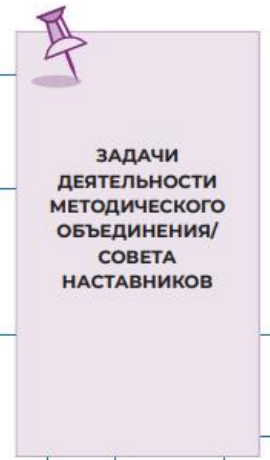 ЗАДАЧИ
ДЕЯТЕЛЬНОСТИ
МЕТОДИЧЕСКОГО
ОБЪЕДИНЕНИЯ/
СОВЕТА
НАСТАВНИКОВ